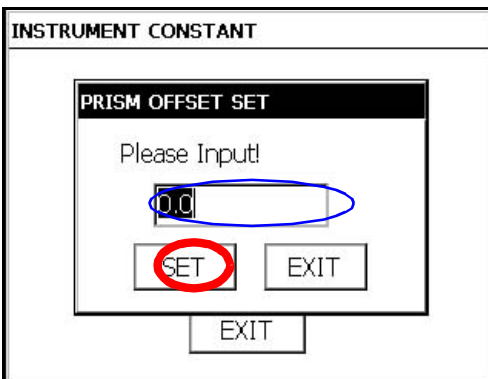 INSTRUMENT CONSTANT
PRISM OFFSET SET
Please Input!
0.0
SET EXIT
EXIT